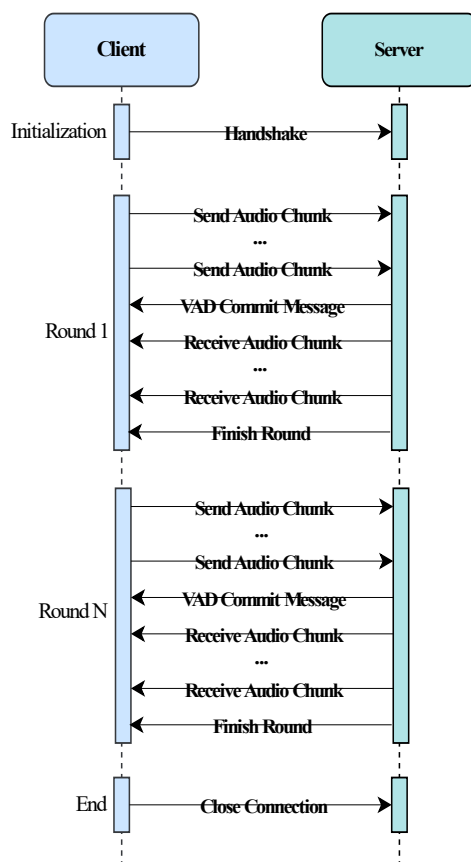 Client
Server
Initialization
Handshake
Send Audio Chunk
...
Send Audio Chunk
VAD Commit Message
Round 1
Receive Audio Chunk
...
Receive Audio Chunk
Finish Round
Send Audio Chunk
...
Send Audio Chunk
VAD Commit Message
Round N
Receive Audio Chunk
...
Receive Audio Chunk
Finish Round
End
Close Connection